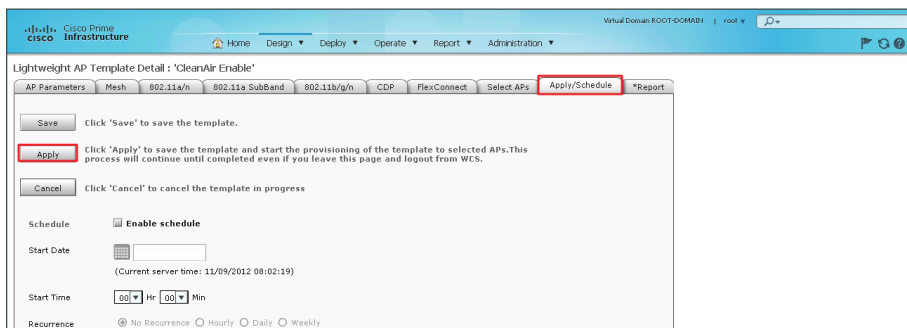 Virtual Domain ROOT-DOMAIN | root
Cisco Prime
CISCO Infrastructure
Home Design Deploy Operate Report Administration
Lightweight AP Template Detail : 'CleanAir Enable'
AP Parameters Mesh 802.11a/n 802.11a SubBand 802.11b/g/n CDP FlexConnect Select APs Apply/Schedule *Report
Save Click 'Save' to save the template.
Apply Click 'Apply' to save the template and start the provisioning of the template to selected APs.This
process will continue until completed even if you leave this page and logout from WCS.
Cancel Click 'Cancel' to cancel the template in progress
Schedule Enable schedule
Start Date
(Current server time: 11/09/2012 08:02:19)
Start Time 00 Hr 00 Min
Recurrence No Recurrence Hourly Daily Weekly